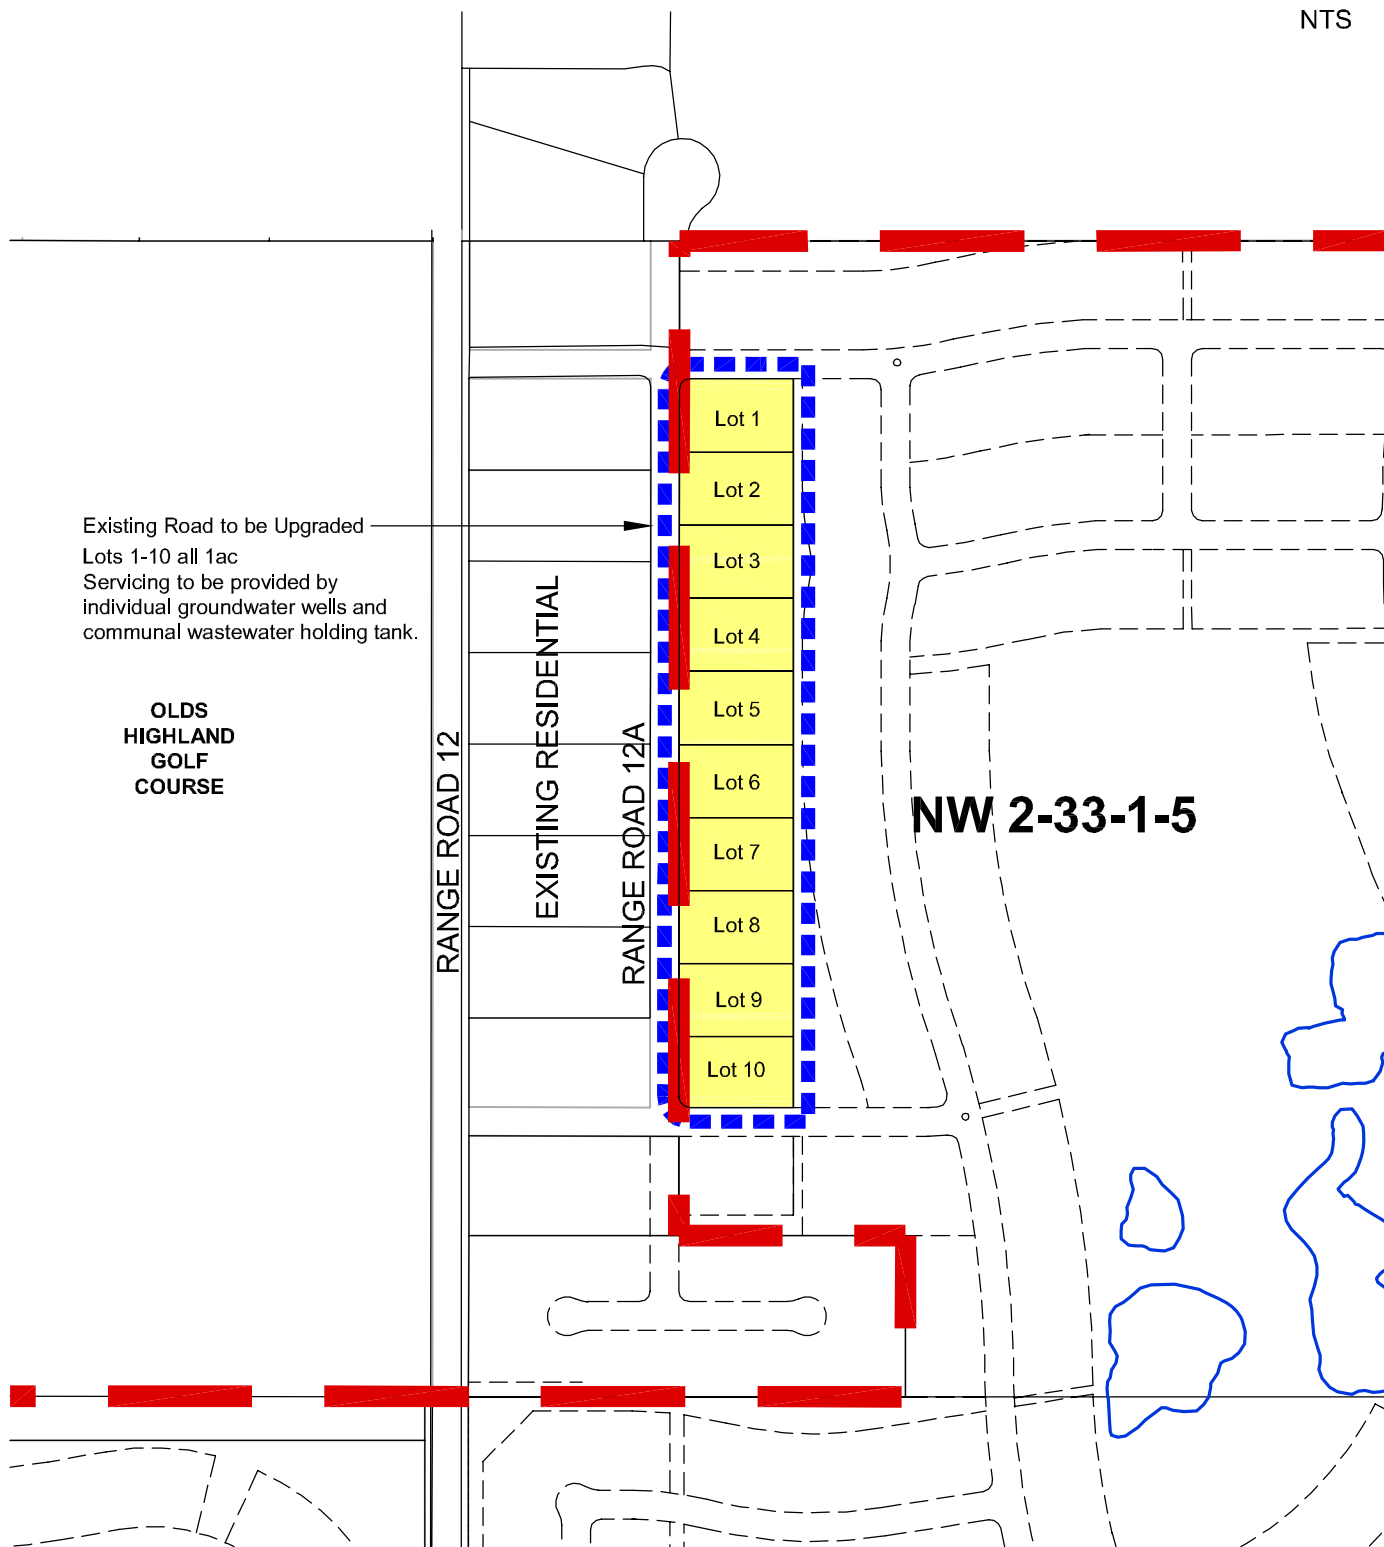 NTS
Lot 1
Lot 2
Existing Road to be Upgraded
Lots 1-10 all 1ac
Servicing to be provided by
individual groundwater wells and
communal wastewater holding tank.
Lot 3
Lot 4
Lot 5
Lot 6
Lot 7
Lot 8
Lot 9
Lot 10
OLDS
HIGHLAND
GOLF
COURSE
RANGE ROAD 12
EXISTING RESIDENTIAL
RANGE ROAD 12A
NW 2-33-1-5